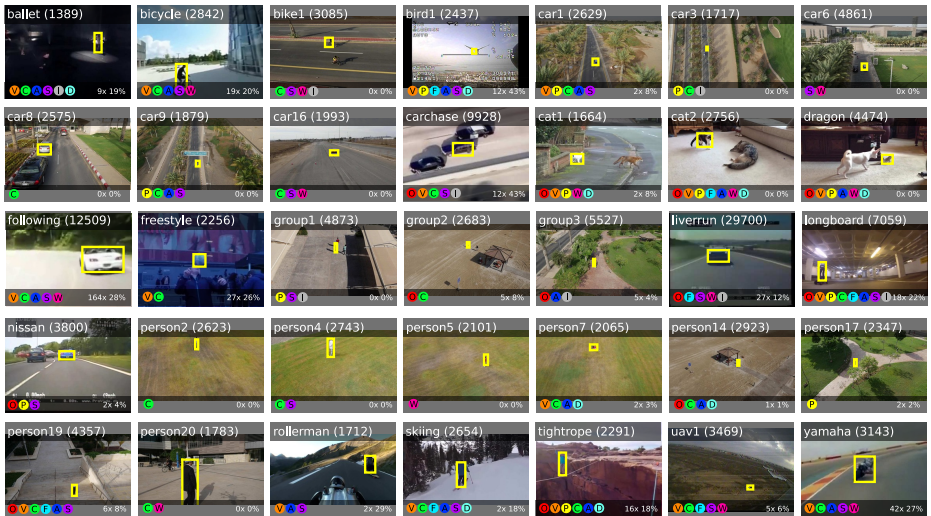 ballet (1389)
V C A S I D 9x 19%
bicycle (2842)
V C A S W 19x 20%
bike1 (3085)
C S W I 0x 0%
bird1 (2437)
V P F A S D 12x 43%
car1 (2629)
V P C A S 2x 8%
car3 (1717)
P C I 0x 0%
car6 (4861)
S W 0x 0%
car8 (2575)
C 0x 0%
car9 (1879)
P C A S 0x 0%
car16 (1993)
C S W 0x 0%
carchase (9928)
O V C S I 12x 43%
cat1 (1664)
O V P W D 2x 8%
cat2 (2756)
O V P F A W D 0x 0%
dragon (4474)
O V P A W D 0x 0%
following (12509)
V C A S W 164x 28%
freestyle (2256)
V C 27x 26%
group1 (4873)
P S I 0x 0%
group2 (2683)
O C 5x 8%
group3 (5527)
O A I 5x 4%
liverrun (29700)
O F S W I 27x 12%
longboard (7059)
O V P C F A S I 18x 22%
nissan (3800)
O P S 2x 4%
person2 (2623)
C 0x 0%
person4 (2743)
C S 0x 0%
person5 (2101)
W 0x 0%
person7 (2065)
V C A D 2x 3%
person14 (2923)
O C A D 1x 1%
person17 (2347)
P 2x 2%
person19 (4357)
O V C F A S 6x 8%
person20 (1783)
C W 0x 0%
rollerman (1712)
V A S 2x 29%
skiing (2654)
V C F A S D 2x 18%
tightrope (2291)
O V P C A D 16x 18%
uav1 (3469)
V C F S W 5x 6%
yamaha (3143)
V C A S W 42x 27%